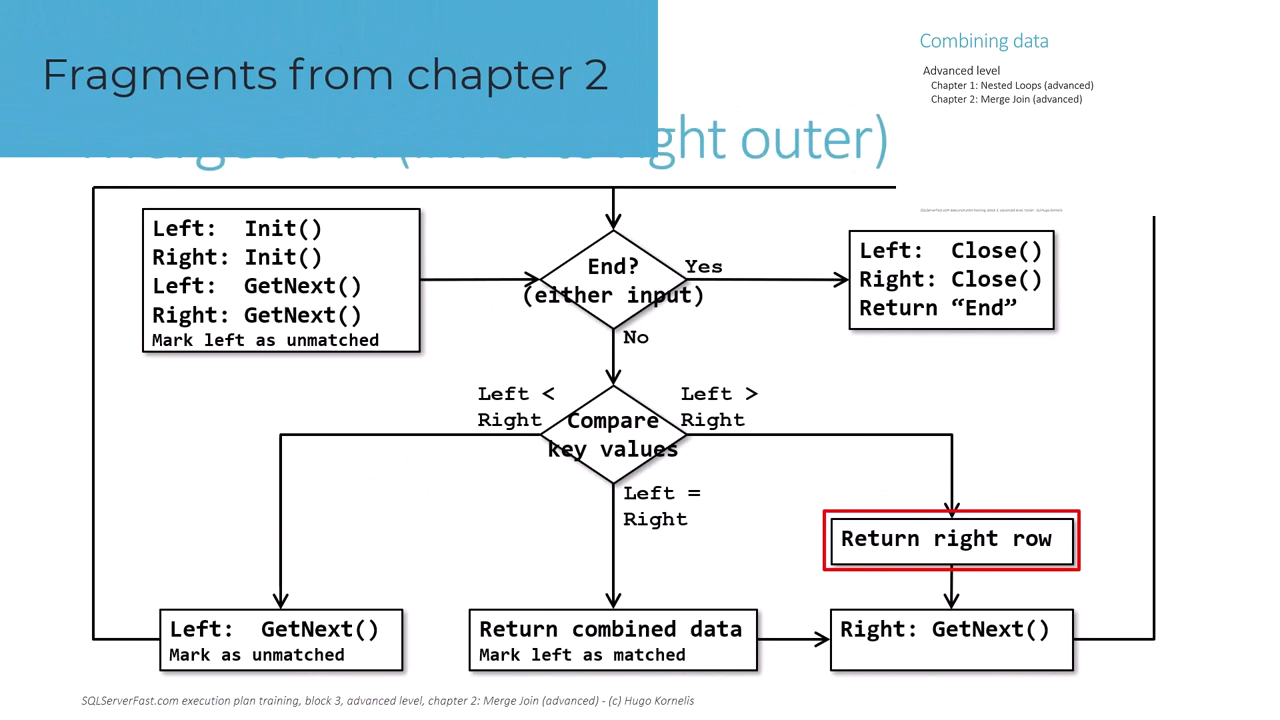 Fragments from chapter 2
Combining data
Advanced level
Chapter 1: Nested Loops (advanced)
Chapter 2: Merge Join (advanced)
right outer)
Left: Init()
Right: Init()
Left: GetNext()
Right: GetNext()
Mark left as unmatched
End?
(either input)
Yes
No
Left: Close()
Right: Close()
Return “End”
Left <
Right
Left >
Right
Compare
key values
Left =
Right
Return right row
Left: GetNext()
Mark as unmatched
Return combined data
Mark left as matched
Right: GetNext()
SQLServerFast.com execution plan training, block 3, advanced level, chapter 2: Merge Join (advanced) - (c) Hugo Kornelis